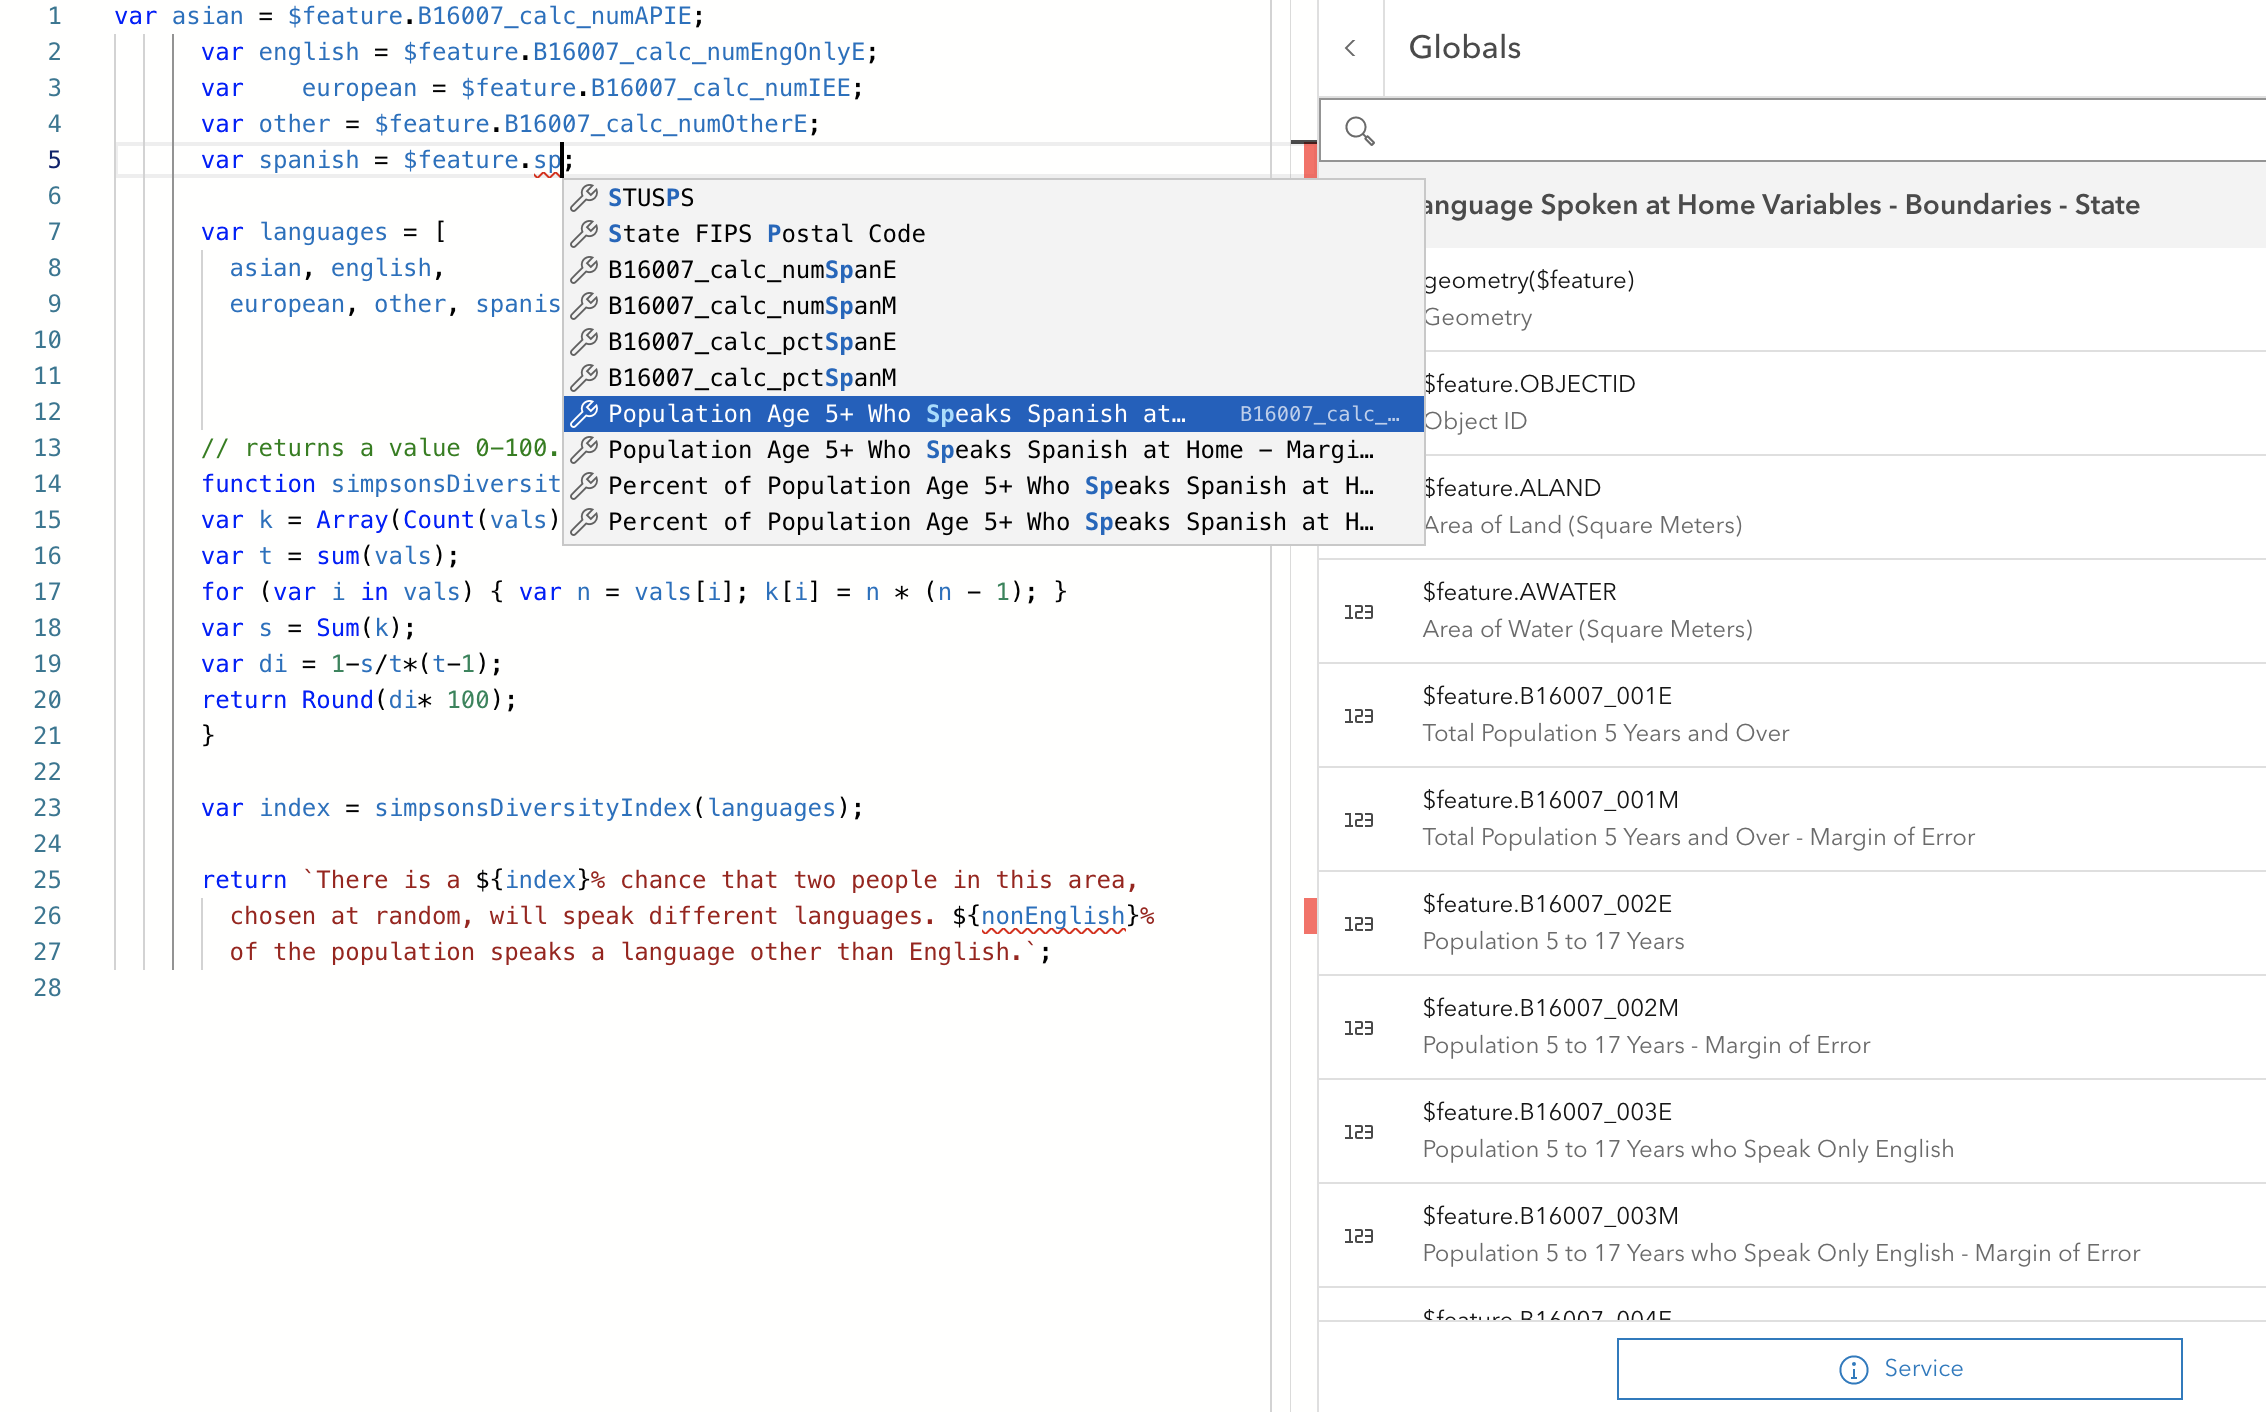 1 var asian = $feature.B16007_calc_numAPIE;
2 var english = $feature.B16007_calc_numEngOnlyE;
3 var european = $feature.B16007_calc_numIEE;
4 var other = $feature.B16007_calc_numOtherE;
5 var spanish = $feature.sp;
6
7 var languages = [
8 asian, english,
9 european, other, spanis
10
11
12
13 // returns a value 0-100.
14 function simpsonsDiversit
15 var k = Array(Count(vals)
16 var t = sum(vals);
17 for (var i in vals) { var n = vals[i]; k[i] = n * (n - 1); }
18 var s = Sum(k);
19 var di = 1-s/t*(t-1);
20 return Round(di* 100);
21 }
22
23 var index = simpsonsDiversityIndex(languages);
24
25 return `There is a ${index}% chance that two people in this area,
26 chosen at random, will speak different languages. ${nonEnglish}%
27 of the population speaks a language other than English.`;
28
STUSPS
State FIPS Postal Code
B16007_calc_numSpanE
B16007_calc_numSpanM
B16007_calc_pctSpanE
B16007_calc_pctSpanM
Population Age 5+ Who Speaks Spanish at… B16007_calc_…
Population Age 5+ Who Speaks Spanish at Home - Margi…
Percent of Population Age 5+ Who Speaks Spanish at H…
Percent of Population Age 5+ Who Speaks Spanish at H…
Globals
anguage Spoken at Home Variables - Boundaries - State
geometry($feature)
Geometry
$feature.OBJECTID
Object ID
$feature.ALAND
Area of Land (Square Meters)
123 $feature.AWATER
Area of Water (Square Meters)
123 $feature.B16007_001E
Total Population 5 Years and Over
123 $feature.B16007_001M
Total Population 5 Years and Over - Margin of Error
123 $feature.B16007_002E
Population 5 to 17 Years
123 $feature.B16007_002M
Population 5 to 17 Years - Margin of Error
123 $feature.B16007_003E
Population 5 to 17 Years who Speak Only English
123 $feature.B16007_003M
Population 5 to 17 Years who Speak Only English - Margin of Error
$feature.B16007_004E
Service